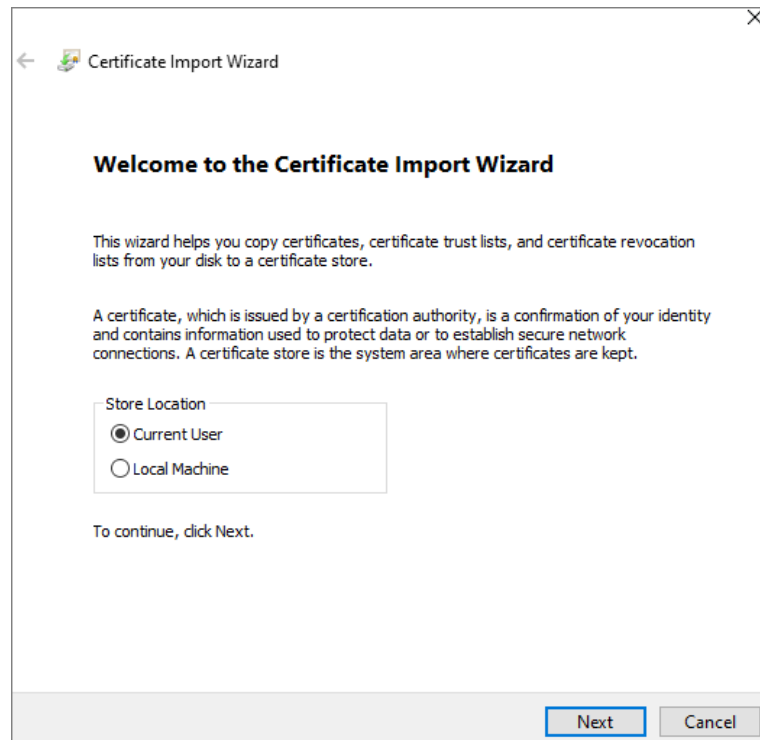 Certificate Import Wizard
Welcome to the Certificate Import Wizard
This wizard helps you copy certificates, certificate trust lists, and certificate revocation
lists from your disk to a certificate store.
A certificate, which is issued by a certification authority, is a confirmation of your identity
and contains information used to protect data or to establish secure network
connections. A certificate store is the system area where certificates are kept.
Store Location
Current User
Local Machine
To continue, click Next.
Next Cancel